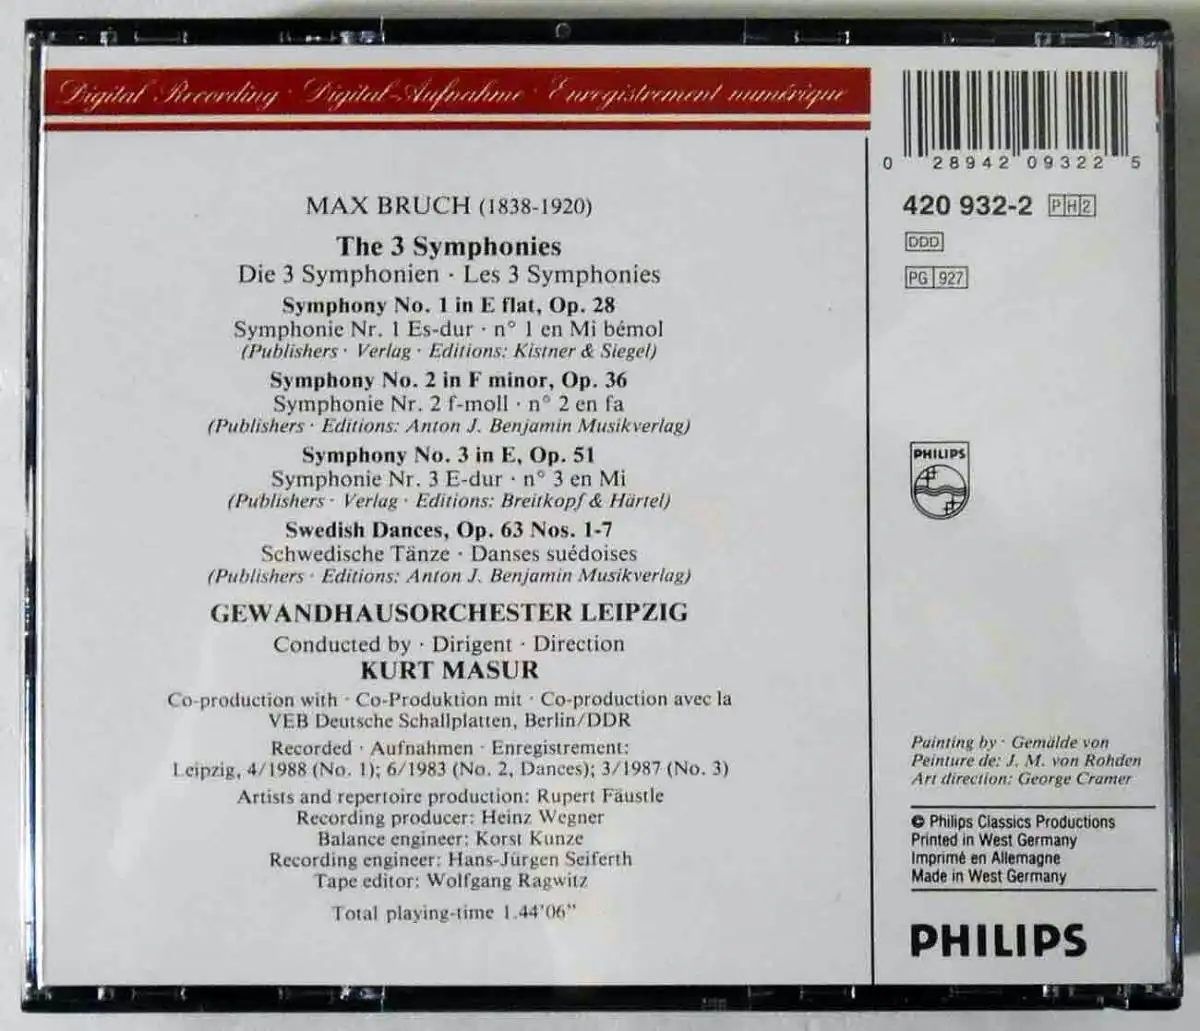 Digital Recording · Digital-Aufnahme · Enregistrement numérique
MAX BRUCH (1838-1920)
The 3 Symphonies
Die 3 Symphonien · Les 3 Symphonies
Symphony No. 1 in E flat, Op. 28
Symphonie Nr. 1 Es-dur · n° 1 en Mi bémol
(Publishers · Verlag · Editions: Kistner & Siegel)
Symphony No. 2 in F minor, Op. 36
Symphonie Nr. 2 f-moll · n° 2 en fa
(Publishers · Editions: Anton J. Benjamin Musikverlag)
Symphony No. 3 in E, Op. 51
Symphonie Nr. 3 E-dur · n° 3 en Mi
(Publishers · Verlag · Editions: Breitkopf & Härtel)
Swedish Dances, Op. 63 Nos. 1-7
Schwedische Tänze · Danses suédoises
(Publishers · Editions: Anton J. Benjamin Musikverlag)
GEWANDHAUSORCHESTER LEIPZIG
Conducted by · Dirigent · Direction
KURT MASUR
Co-production with · Co-Produktion mit · Co-production avec la
VEB Deutsche Schallplatten, Berlin/DDR
Recorded · Aufnahmen · Enregistrement:
Leipzig, 4/1988 (No. 1); 6/1983 (No. 2, Dances); 3/1987 (No. 3)
Artists and repertoire production: Rupert Fäustle
Recording producer: Heinz Wegner
Balance engineer: Korst Kunze
Recording engineer: Hans-Jürgen Seiferth
Tape editor: Wolfgang Ragwitz
Total playing-time 1.44'06"
0 28942 09322 5
420 932-2 PH2
DDD
PG 927
PHILIPS
Painting by · Gemälde von
Peinture de: J. M. von Rohden
Art direction: George Cramer
℗ Philips Classics Productions
Printed in West Germany
Imprimé en Allemagne
Made in West Germany
PHILIPS